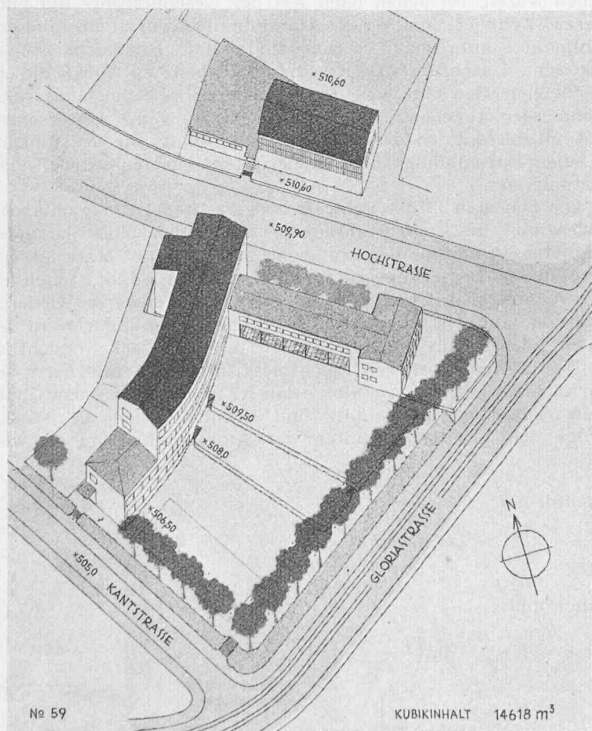 × 510,60
× 510,60
× 509,90
HOCHSTRASSE
× 509,50
× 508,0
× 506,50
× 505,0
KANTSTRASSE
GLORIASTRASSE
N
№ 59
KUBIKINHALT 14618 m³